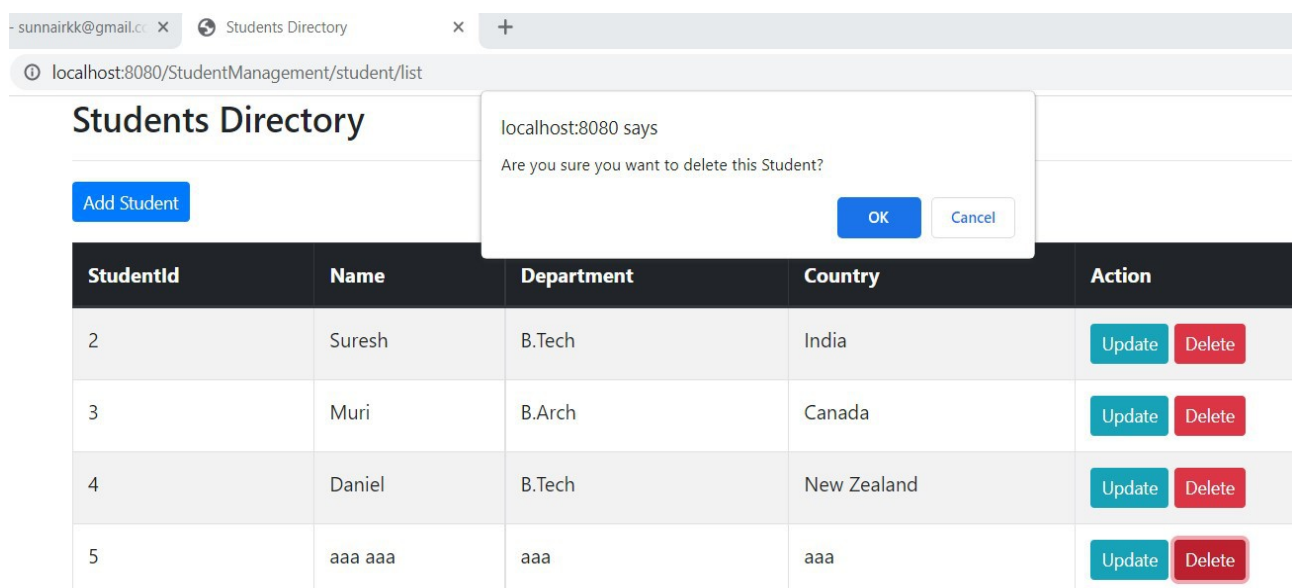 - sunnairkk@gmail.cc Students Directory
localhost:8080/StudentManagement/student/list
Students Directory
localhost:8080 says
Are you sure you want to delete this Student?
OK Cancel
Add Student
StudentId Name Department Country Action
2 Suresh B.Tech India Update Delete
3 Muri B.Arch Canada Update Delete
4 Daniel B.Tech New Zealand Update Delete
5 aaa aaa aaa aaa Update Delete